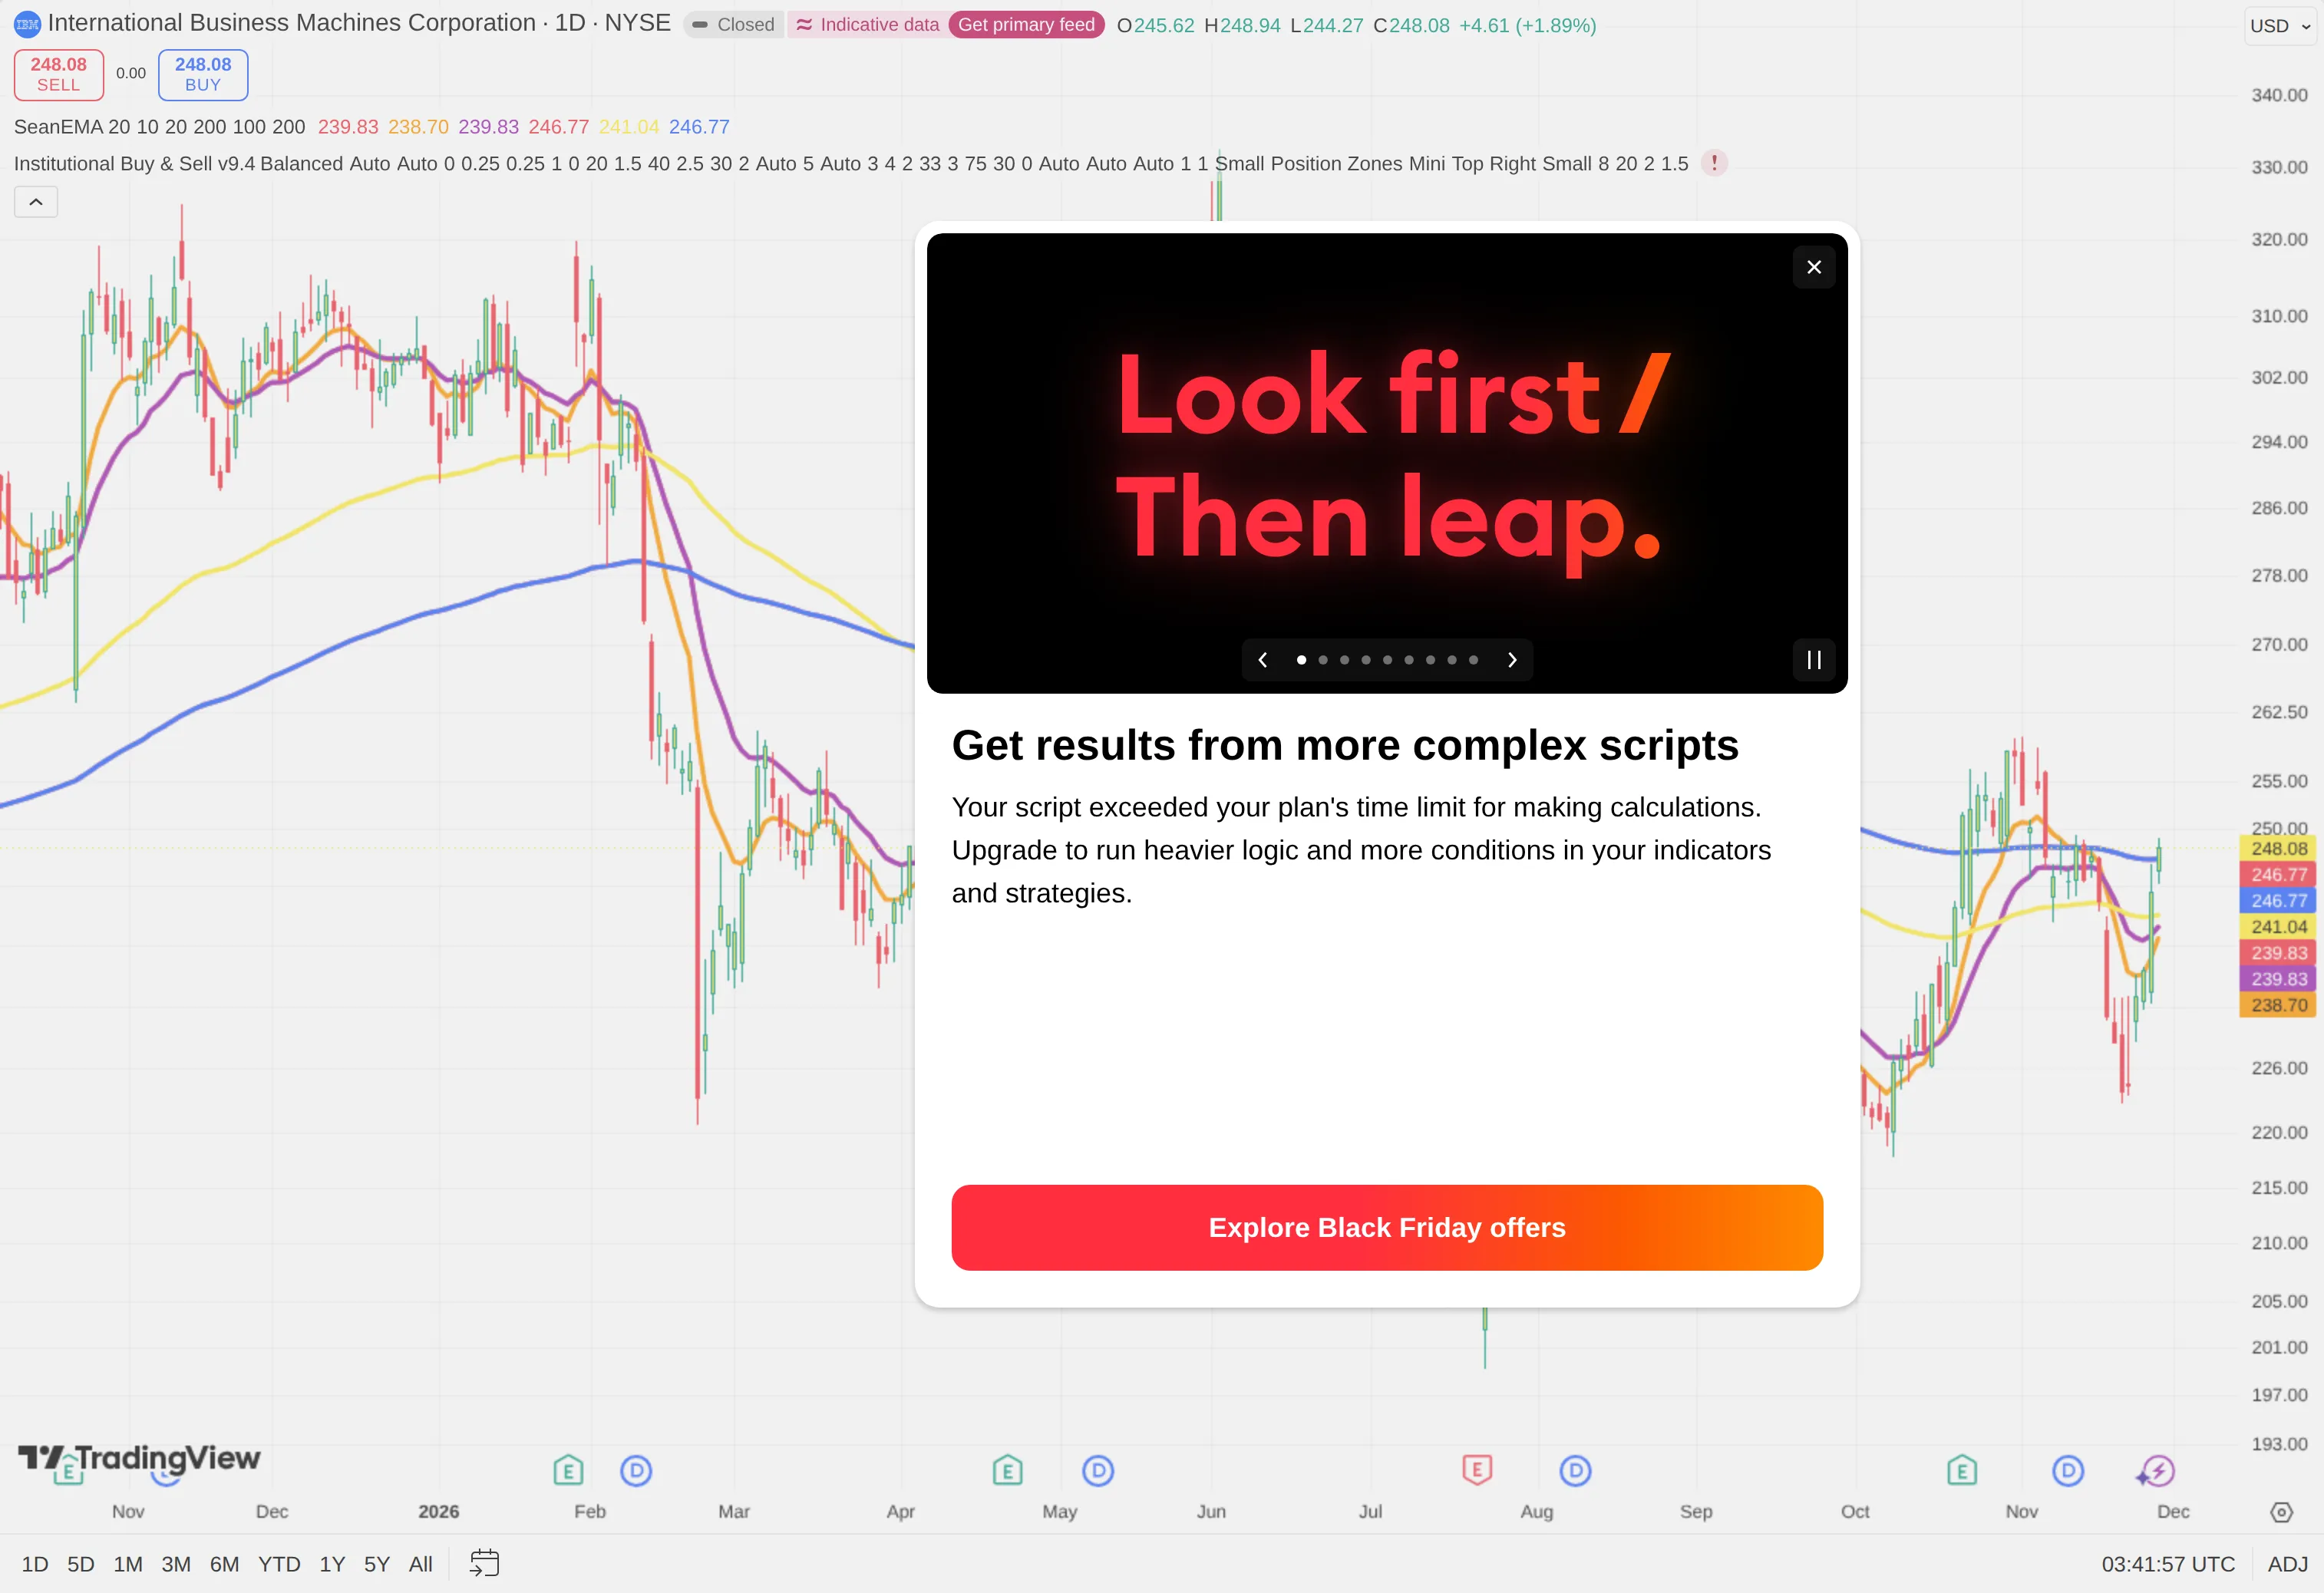 International Business Machines Corporation · 1D · NYSE Closed Indicative data Get primary feed O245.62 H248.94 L244.27 C248.08 +4.61 (+1.89%) USD
248.08 SELL 0.00 248.08 BUY
SeanEMA 20 10 20 200 100 200 239.83 238.70 239.83 246.77 241.04 246.77
Institutional Buy & Sell v9.4 Balanced Auto Auto 0 0.25 0.25 1 0 20 1.5 40 2.5 30 2 Auto 5 Auto 3 4 2 33 3 75 30 0 Auto Auto Auto 1 1 Small Position Zones Mini Top Right Small 8 20 2 1.5
340.00
330.00
320.00
310.00
302.00
294.00
286.00
278.00
270.00
262.50
255.00
250.00
248.08
246.77
246.77
241.04
239.83
239.83
238.70
226.00
220.00
215.00
210.00
205.00
201.00
197.00
193.00
Look first /
Then leap.
Get results from more complex scripts
Your script exceeded your plan's time limit for making calculations.
Upgrade to run heavier logic and more conditions in your indicators
and strategies.
Explore Black Friday offers
TradingView
E E D E D E D E D
Nov Dec 2026 Feb Mar Apr May Jun Jul Aug Sep Oct Nov Dec
1D 5D 1M 3M 6M YTD 1Y 5Y All 03:41:57 UTC ADJ